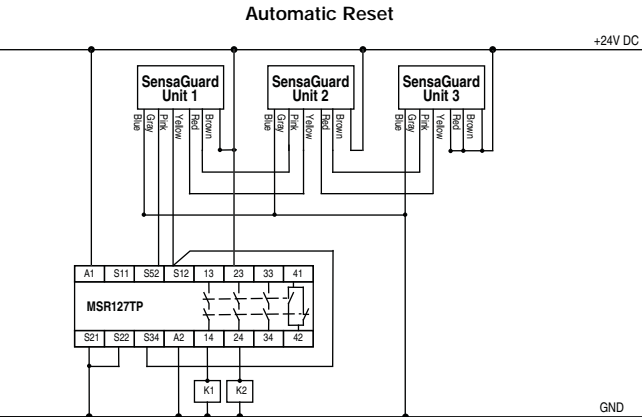 Automatic Reset
+24V DC
SensaGuard
Unit 1
SensaGuard
Unit 2
SensaGuard
Unit 3
Blue
Gray
Pink
Yellow
Red
Brown
Blue
Gray
Pink
Yellow
Red
Brown
Blue
Gray
Pink
Yellow
Red
Brown
A1 S11 S52 S12 13 23 33 41
MSR127TP
S21 S22 S34 A2 14 24 34 42
K1 K2
GND